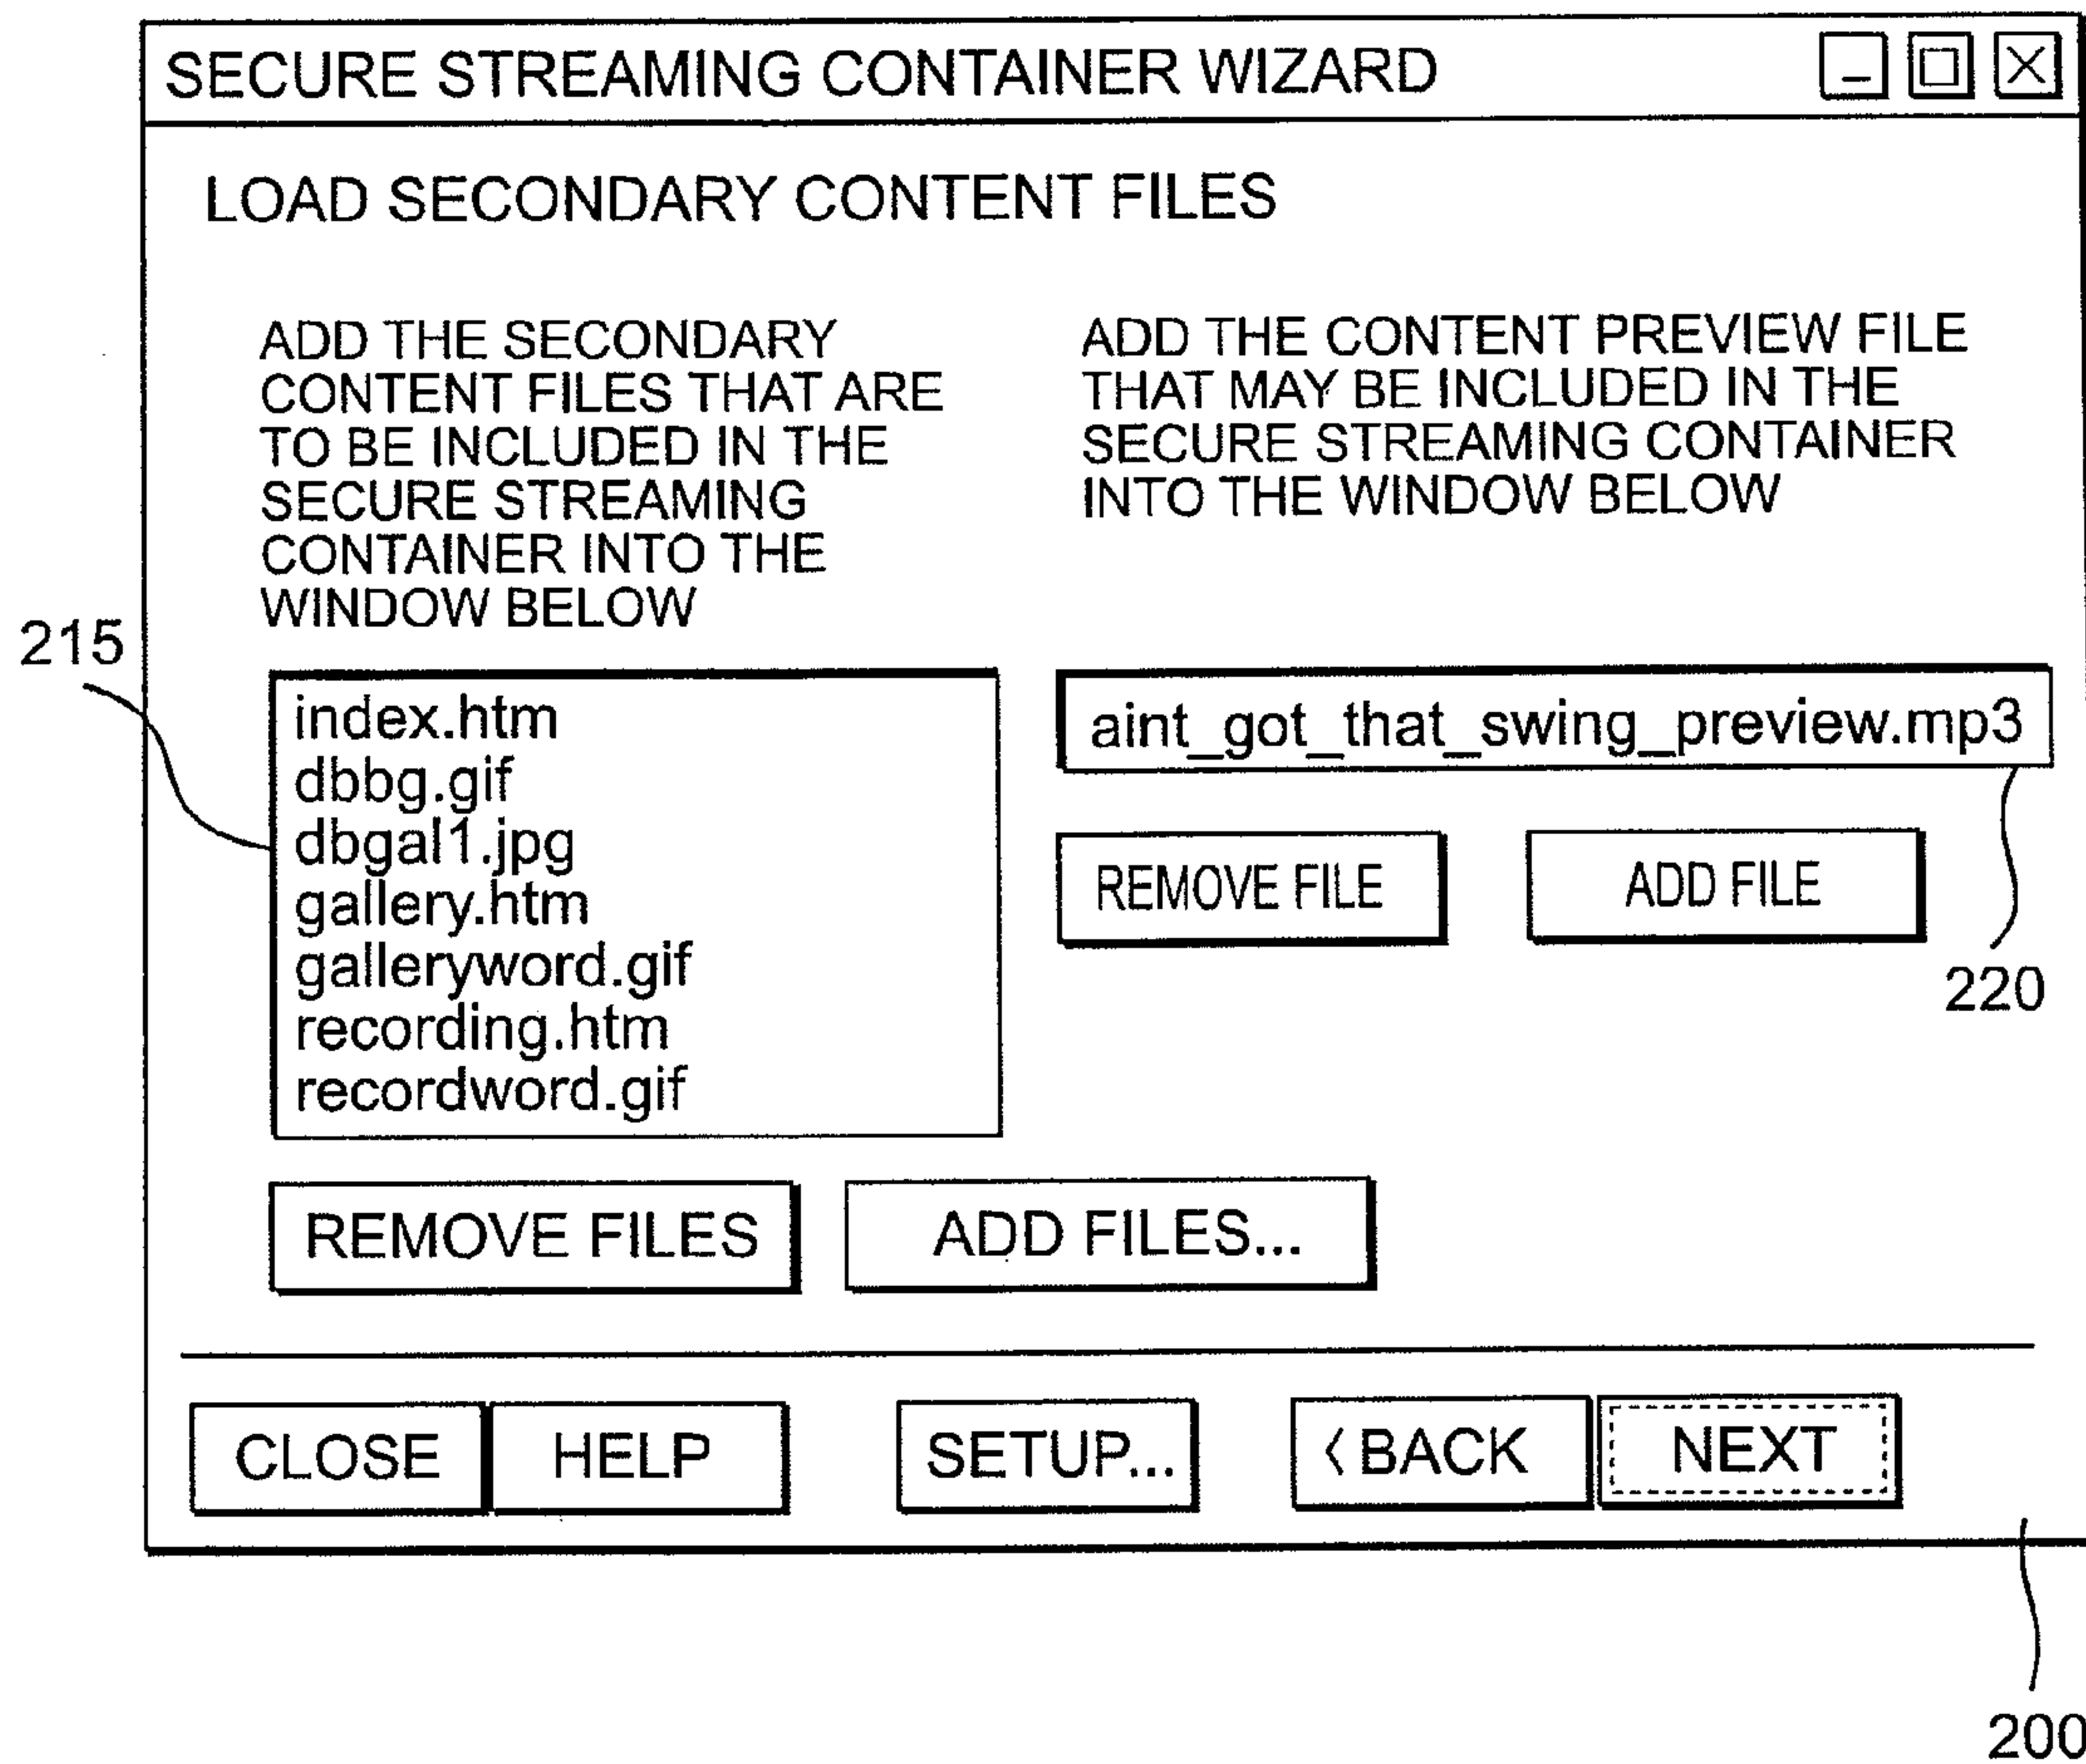 SECURE STREAMING CONTAINER WIZARD
LOAD SECONDARY CONTENT FILES
ADD THE SECONDARY
CONTENT FILES THAT ARE
TO BE INCLUDED IN THE
SECURE STREAMING
CONTAINER INTO THE
WINDOW BELOW
ADD THE CONTENT PREVIEW FILE
THAT MAY BE INCLUDED IN THE
SECURE STREAMING CONTAINER
INTO THE WINDOW BELOW
215
index.htm
dbbg.gif
dbgal1.jpg
gallery.htm
galleryword.gif
recording.htm
recordword.gif
aint_got_that_swing_preview.mp3
REMOVE FILE
ADD FILE
220
REMOVE FILES
ADD FILES...
CLOSE
HELP
SETUP...
〈 BACK
NEXT
200